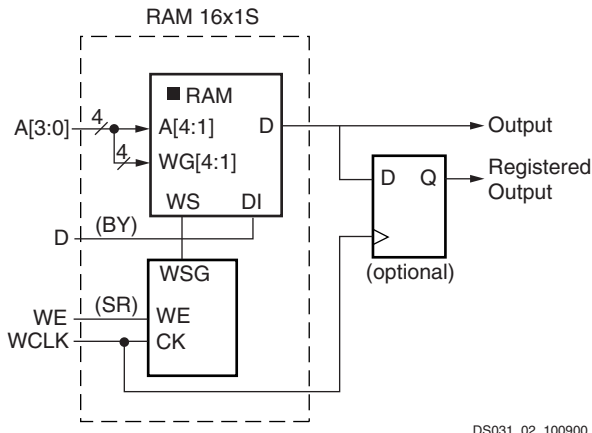 RAM 16x1S
RAM
A[3:0]
4
A[4:1]
D
Output
4
WG[4:1]
D
Q
Registered
Output
WS
DI
D
(BY)
WSG
(optional)
WE
(SR)
WE
WCLK
CK
DS031_02_100900